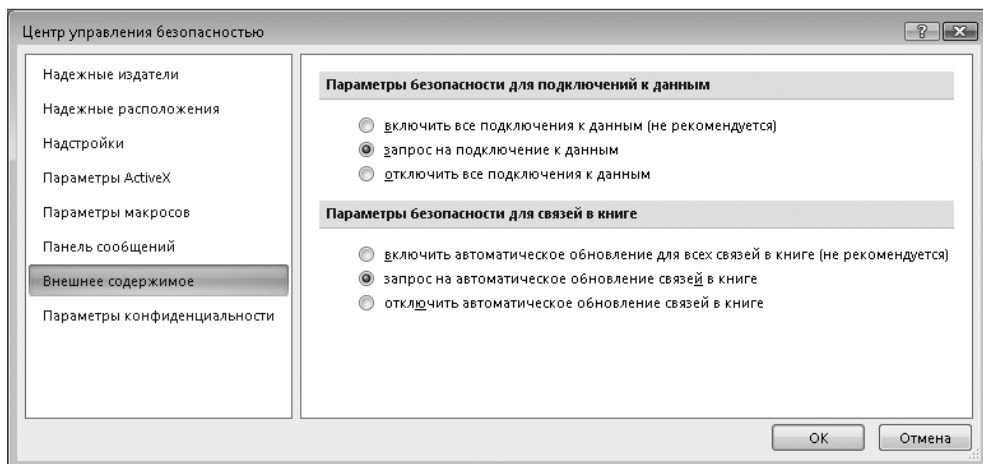 Центр управления безопасностью
Надежные издатели
Надежные расположения
Надстройки
Параметры ActiveX
Параметры макросов
Панель сообщений
Внешнее содержимое
Параметры конфиденциальности
Параметры безопасности для подключений к данным
включить все подключения к данным (не рекомендуется)
запрос на подключение к данным
отключить все подключения к данным
Параметры безопасности для связей в книге
включить автоматическое обновление для всех связей в книге (не рекомендуется)
запрос на автоматическое обновление связей в книге
отключить автоматическое обновление связей в книге
ОК
Отмена